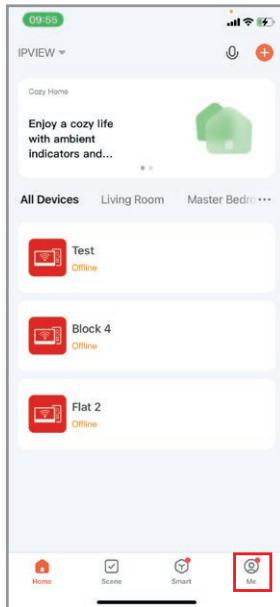 09:55
IPVIEW
Cozy Home
Enjoy a cozy life
with ambient
indicators and...
All Devices Living Room Master Bedro ...
Test
Offline
Block 4
Offline
Flat 2
Offline
Home Scene Smart Me